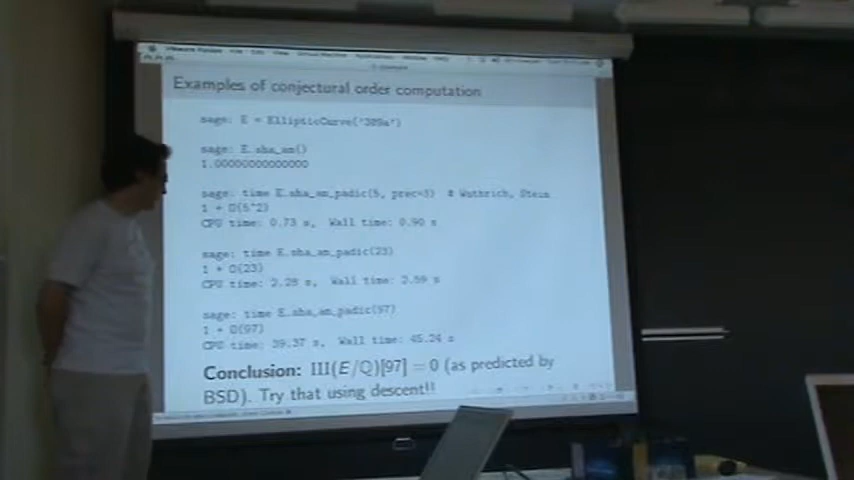 Examples of conjectural order computation
sage: E = EllipticCurve('389a')
sage: E.sha_an()
1.00000000000000
sage: time E.sha_an_padic(5, prec=3) # Wuthrich, Stein
1 + O(5^2)
CPU time: 0.73 s, Wall time: 0.90 s
sage: time E.sha_an_padic(23)
1 + O(23)
CPU time: 2.25 s, Wall time: 2.59 s
sage: time E.sha_an_padic(97)
1 + O(97)
CPU time: 39.37 s, Wall time: 45.24 s
Conclusion: Ш(E/ℚ)[97] = 0 (as predicted by
BSD). Try that using descent!!